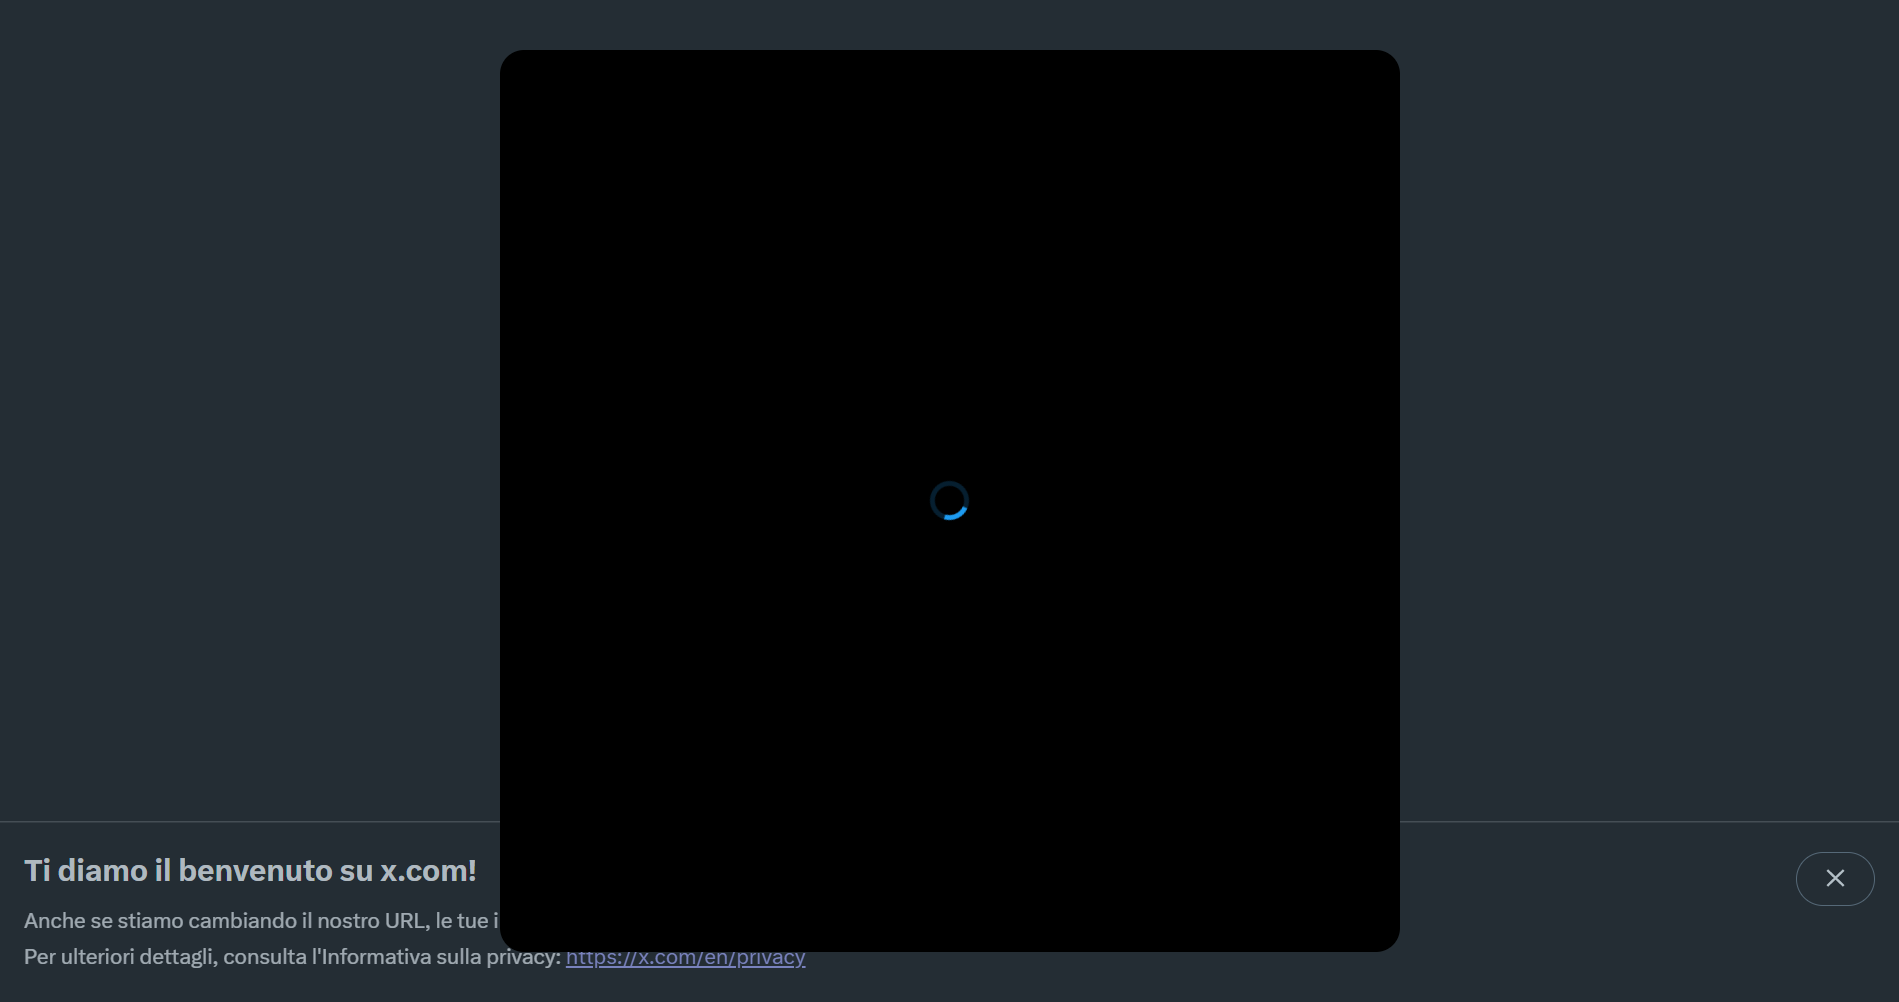 Ti diamo il benvenuto su x.com!
Anche se stiamo cambiando il nostro URL, le tue i
Per ulteriori dettagli, consulta l'Informativa sulla privacy: https://x.com/en/privacy